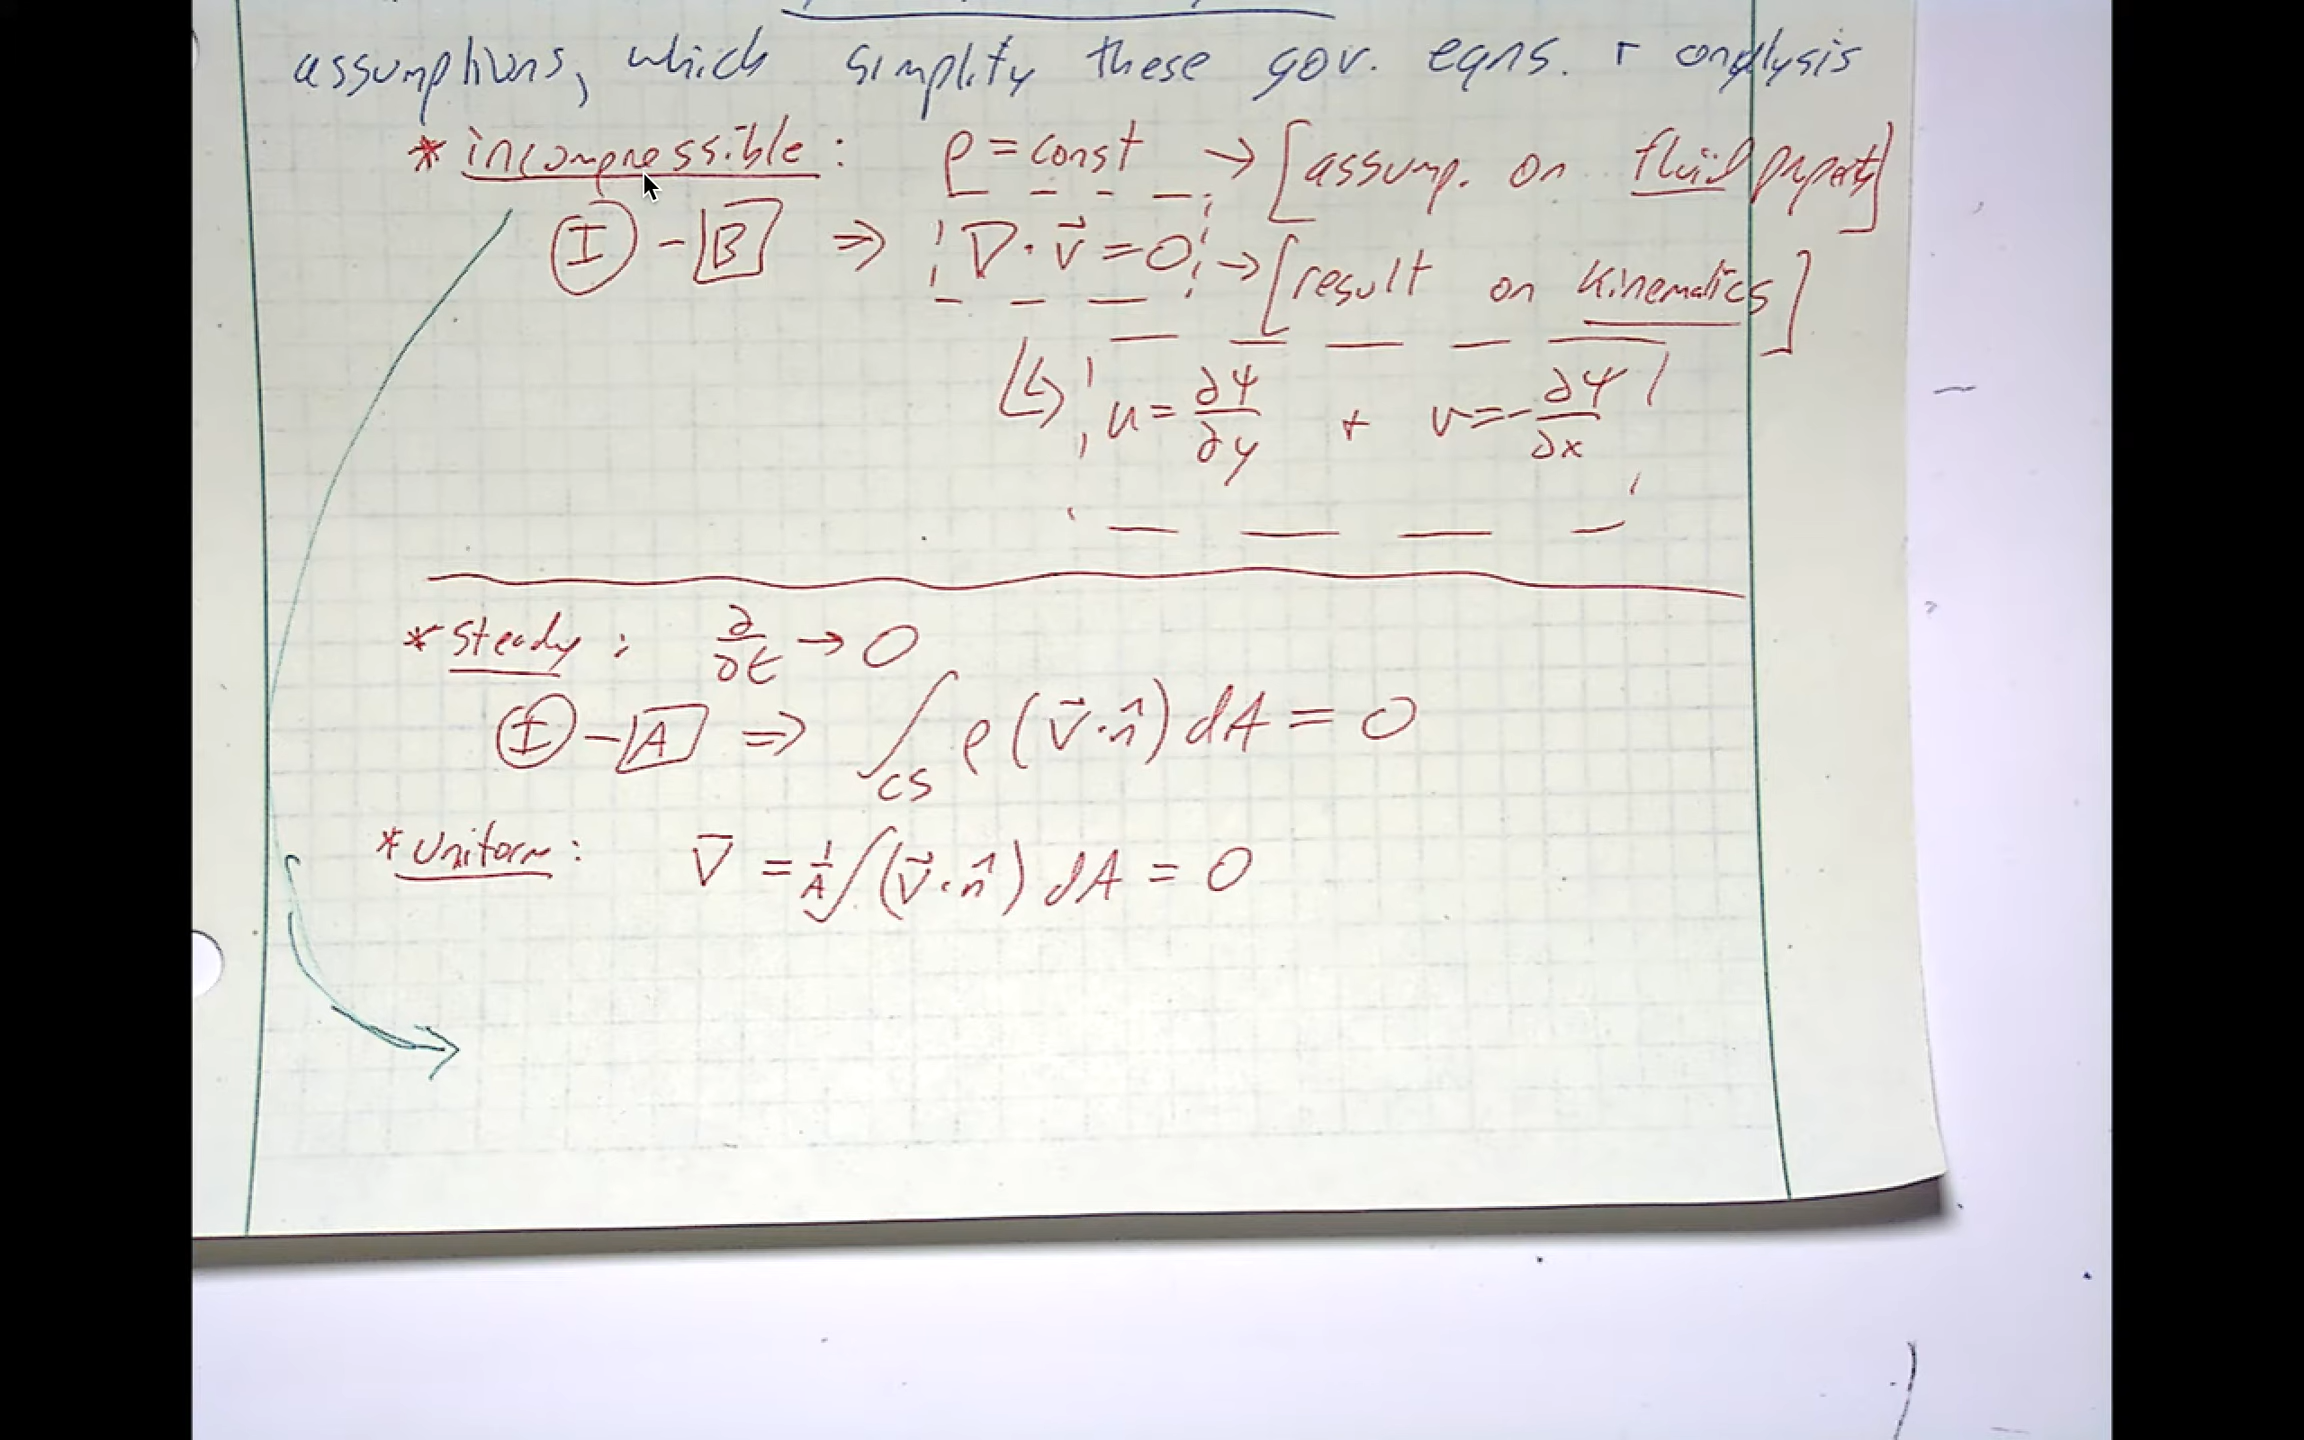 assumptions, which simplify these gov. eqns. + analysis
* incompressible: ρ = const → [assump. on fluid property]
Ⓘ - [B] ⇒ ∇ · v⃗ = 0 → [result on kinematics]
↳ u = ∂Ψ/∂y + v = - ∂Ψ/∂x
* steady: ∂/∂t → 0
Ⓘ - [A] ⇒ ∫_CS ρ (v⃗ · n̂) dA = 0
* Uniform: V̄ = 1/A ∫ (v⃗ · n̂) dA = 0